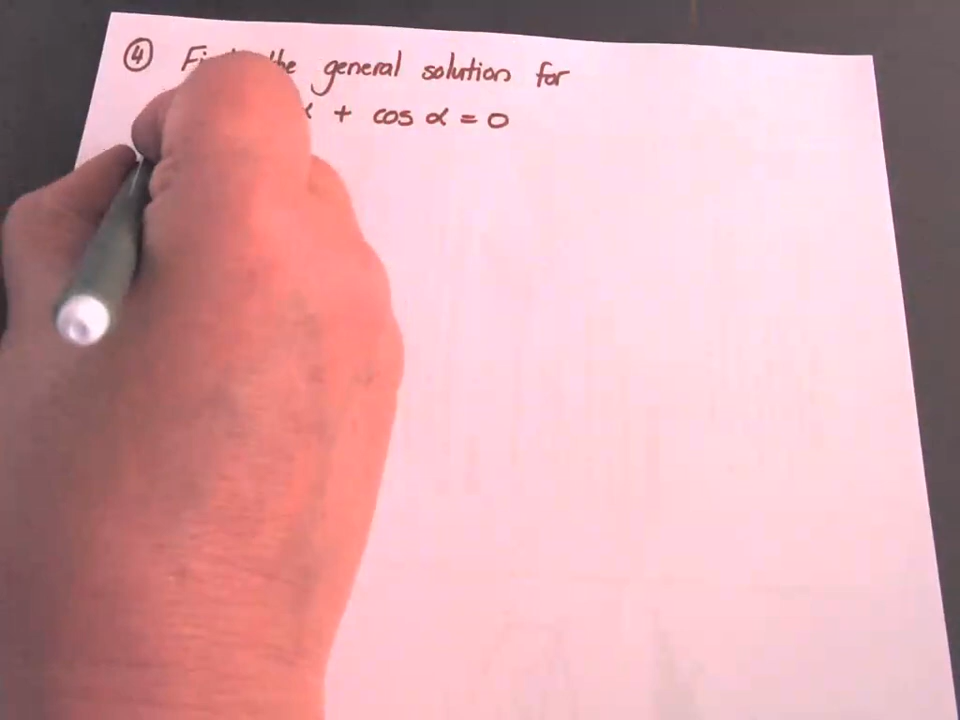 ④ the general solution for
+ cos α = 0